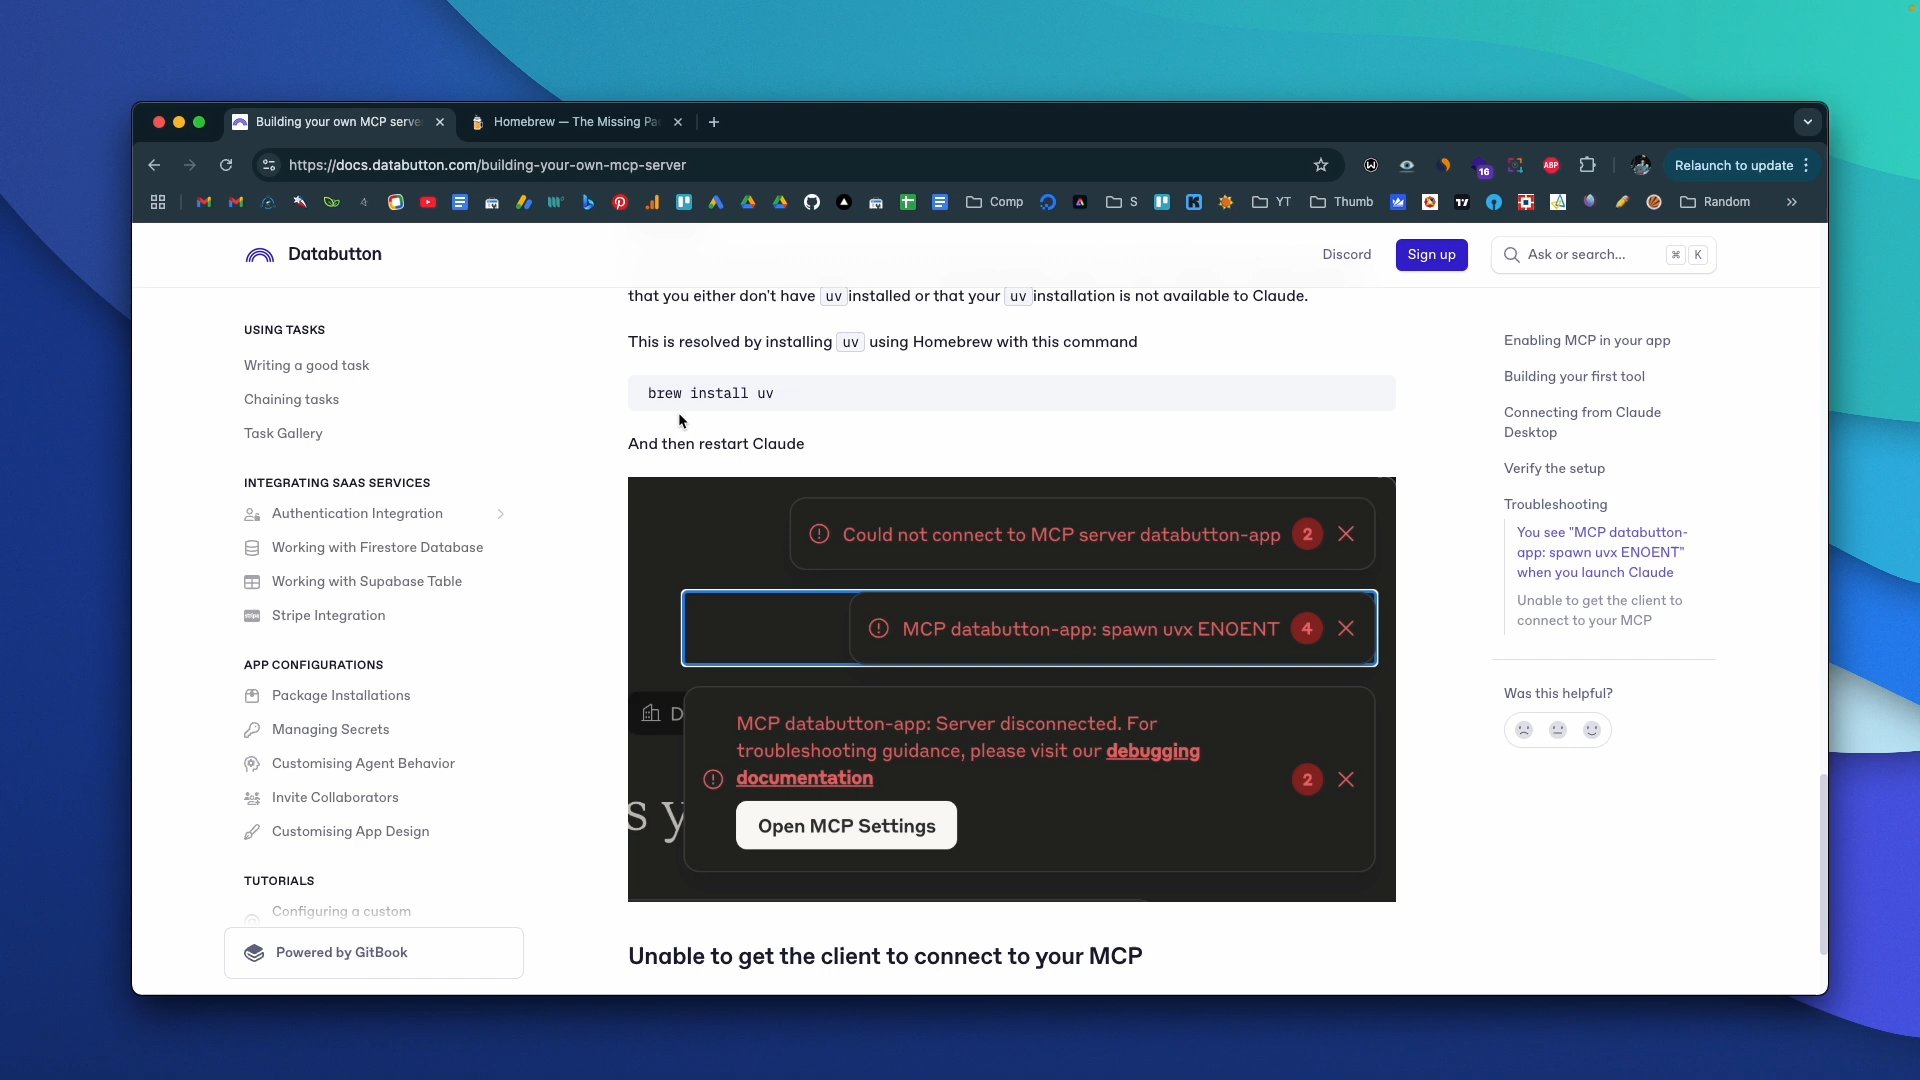 Building your own MCP serve
Homebrew — The Missing Pa
https://docs.databutton.com/building-your-own-mcp-server
16
ABP
Relaunch to update
Comp
S
YT
Thumb
Random
Databutton
Discord
Sign up
Ask or search...
⌘ K
USING TASKS
Writing a good task
Chaining tasks
Task Gallery
INTEGRATING SAAS SERVICES
Authentication Integration
Working with Firestore Database
Working with Supabase Table
Stripe Integration
APP CONFIGURATIONS
Package Installations
Managing Secrets
Customising Agent Behavior
Invite Collaborators
Customising App Design
TUTORIALS
Configuring a custom
Powered by GitBook
that you either don't have uv installed or that your uv installation is not available to Claude.
This is resolved by installing uv using Homebrew with this command
brew install uv
And then restart Claude
Could not connect to MCP server databutton-app 2
MCP databutton-app: spawn uvx ENOENT 4
D
s y
MCP databutton-app: Server disconnected. For
troubleshooting guidance, please visit our debugging
documentation
2
Open MCP Settings
Unable to get the client to connect to your MCP
Enabling MCP in your app
Building your first tool
Connecting from Claude
Desktop
Verify the setup
Troubleshooting
You see "MCP databutton-
app: spawn uvx ENOENT"
when you launch Claude
Unable to get the client to
connect to your MCP
Was this helpful?